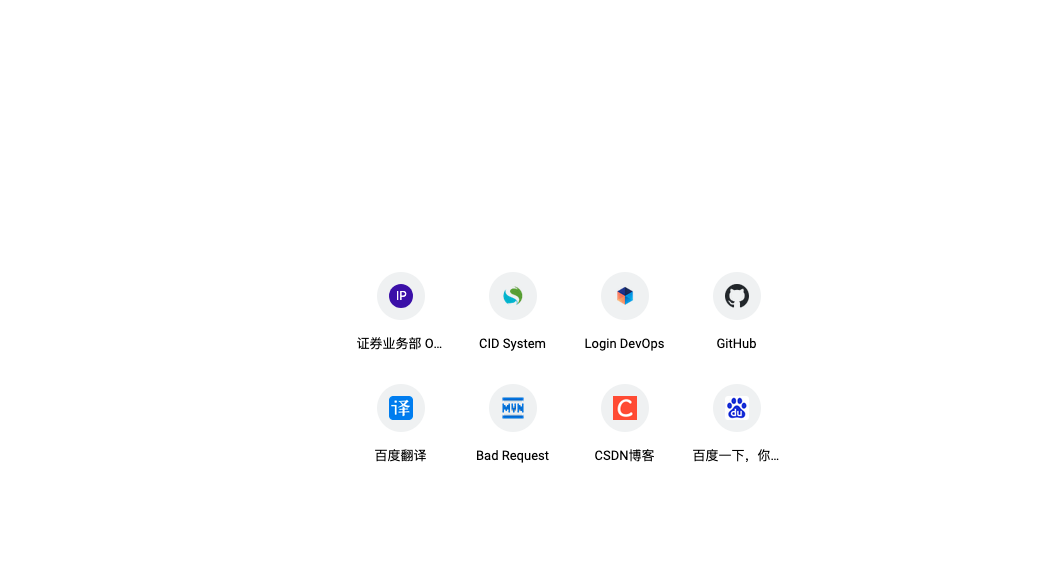 IP
证券业务部 O...
CID System
Login DevOps
GitHub
译
百度翻译
MVN
Bad Request
C
CSDN博客
du
百度一下，你...